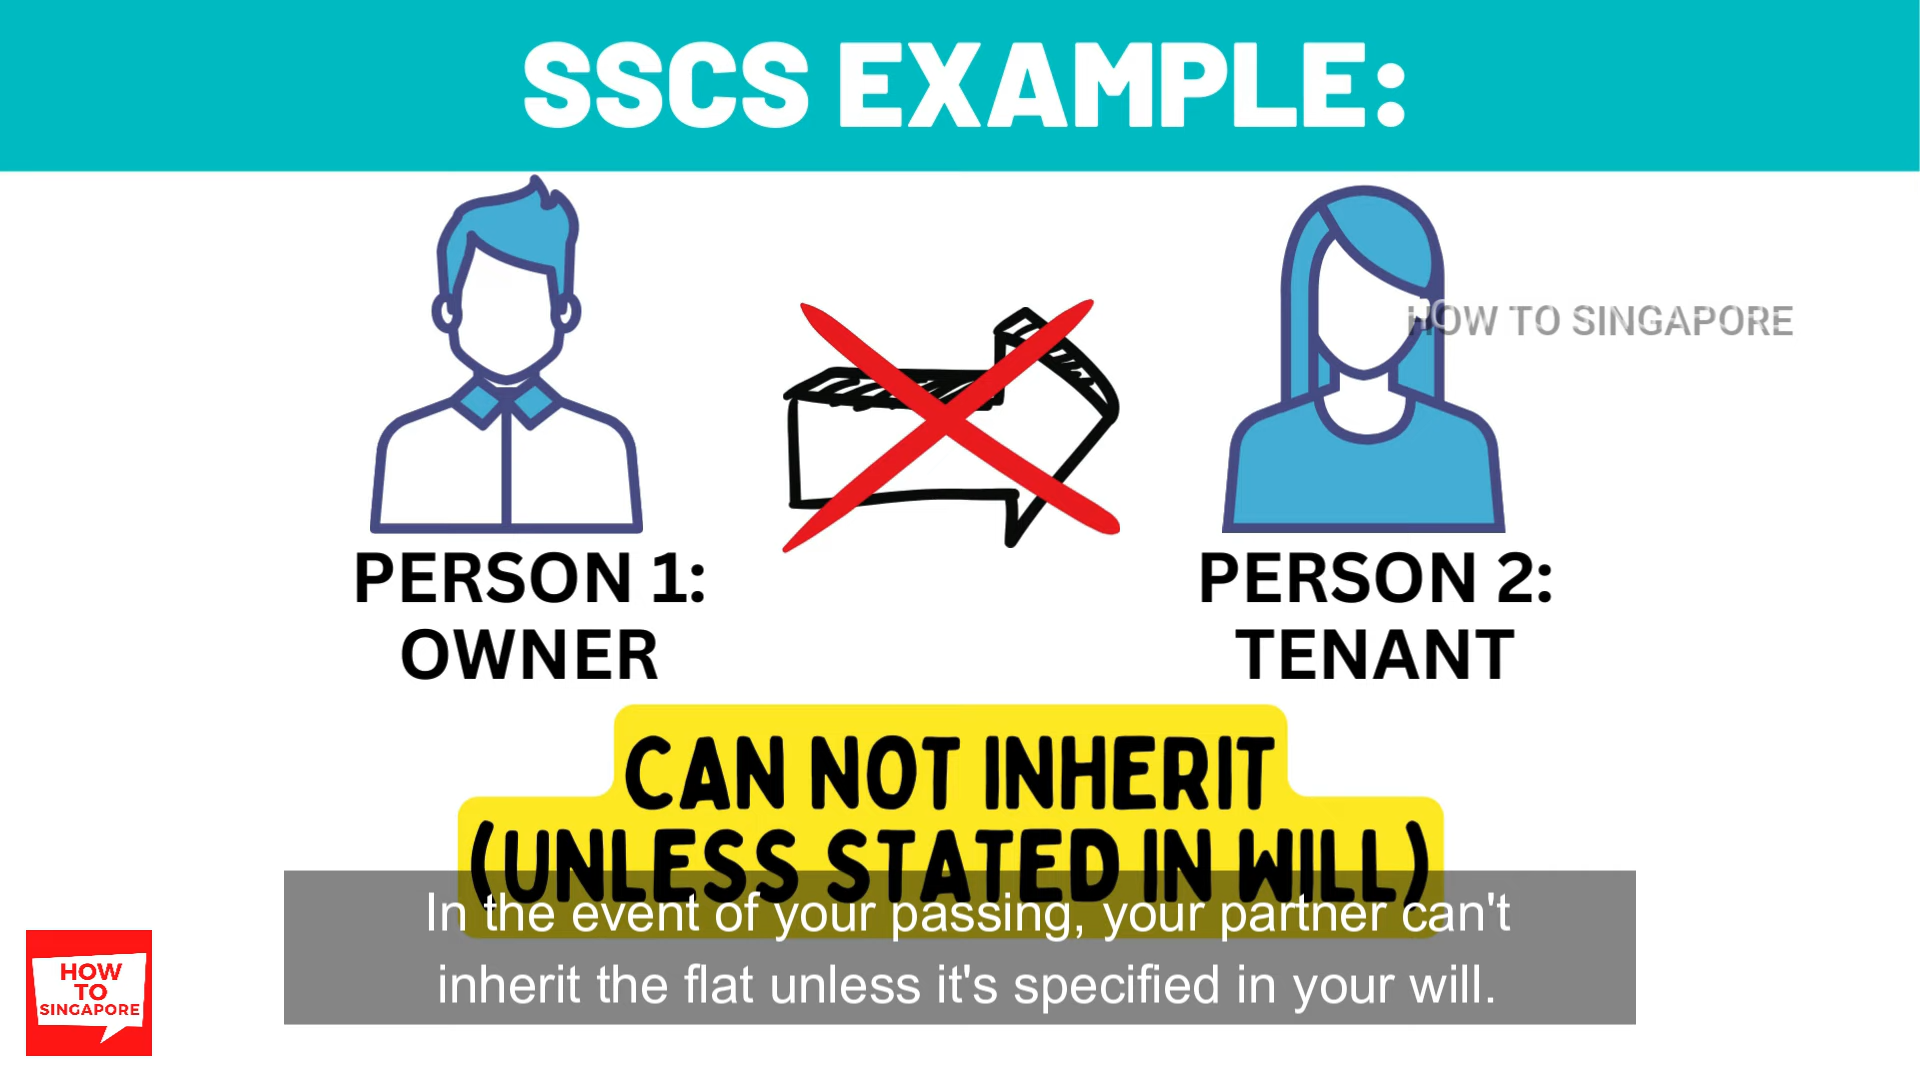 SSCS EXAMPLE:
HOW TO SINGAPORE
PERSON 1:
OWNER
PERSON 2:
TENANT
CAN NOT INHERIT
(UNLESS STATED IN WILL)
In the event of your passing, your partner can't
inherit the flat unless it's specified in your will.
HOW
TO
SINGAPORE